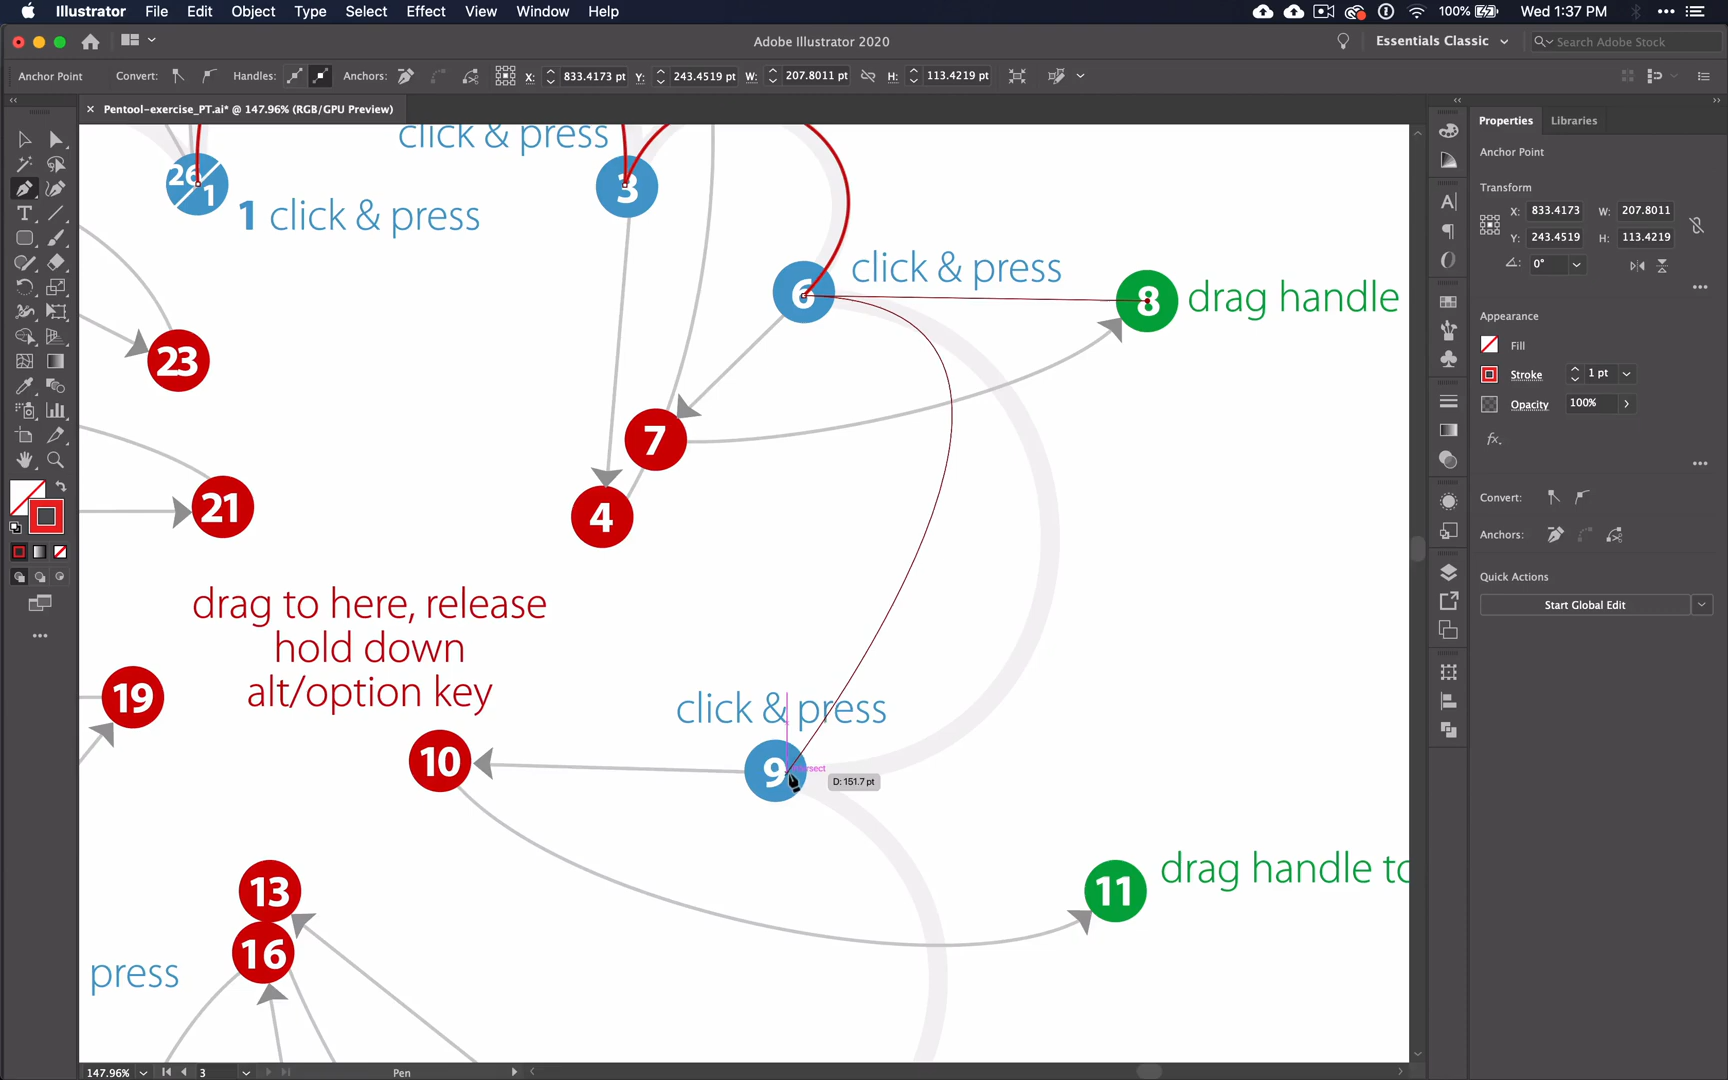 Illustrator File Edit Object Type Select Effect View Window Help
100% Wed 1:37 PM
Adobe Illustrator 2020
Essentials Classic
Search Adobe Stock
Anchor Point Convert: Handles: Anchors: X: 833.4173 pt Y: 243.4519 pt W: 207.8011 pt H: 113.4219 pt
× Pentool-exercise_PT.ai* @ 147.96% (RGB/GPU Preview)
Properties Libraries
click & press
26 1
3
1 click & press
click & press
6
8
drag handle
23
7
4
21
drag to here, release
hold down
alt/option key
19
click & press
10
9
intersect
D: 151.7 pt
13
11
drag handle to
16
press
Anchor Point
Transform
X: 833.4173 W: 207.8011
Y: 243.4519 H: 113.4219
0°
Appearance
Fill
Stroke 1 pt
Opacity 100%
fx.
Convert:
Anchors:
Quick Actions
Start Global Edit
147.96% 3 Pen